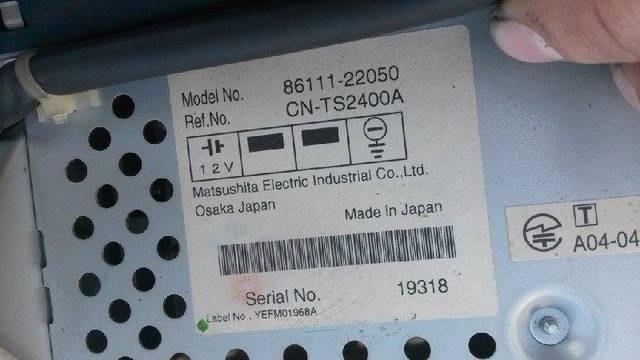 Model No. 86111-22050
Ref.No. CN-TS2400A
12V
Matsushita Electric Industrial Co.,Ltd.
Osaka Japan
Made in Japan
Serial No. 19318
Label No . YEFM01968A
T
A04-04